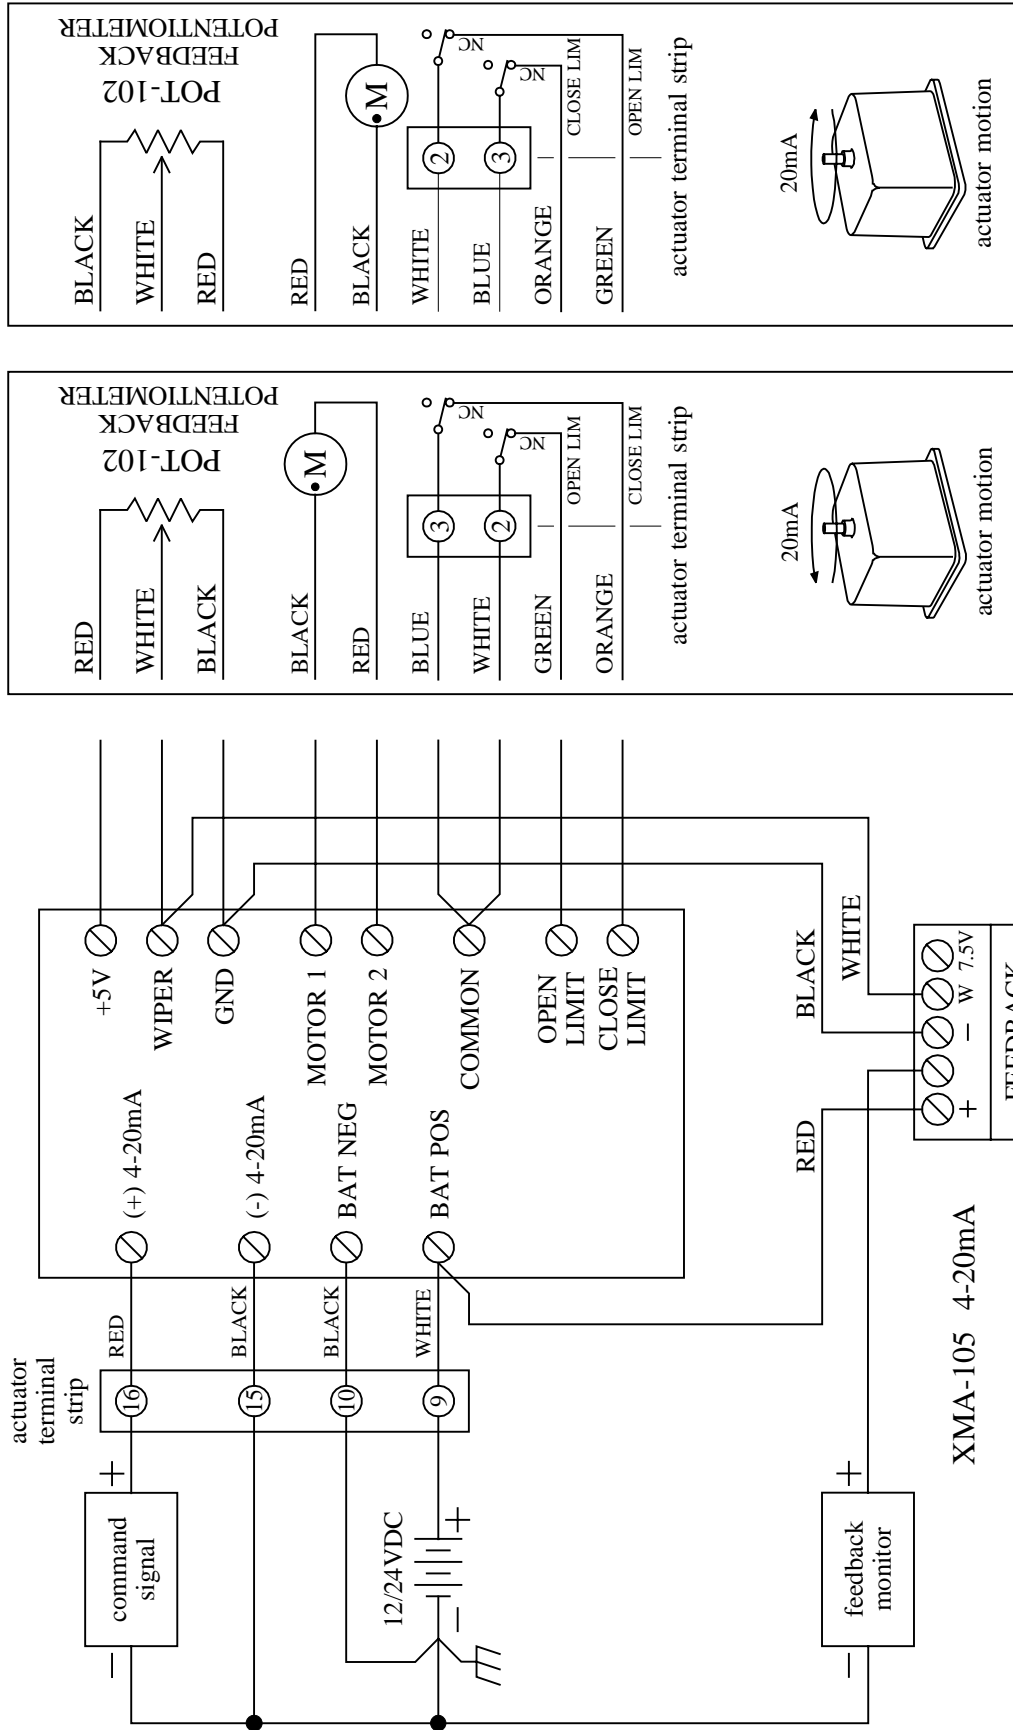 actuator
terminal
strip
command
signal
+
−
16
15
10
9
RED
BLACK
BLACK
WHITE
12/24VDC
+
−
(+) 4-20mA
(-) 4-20mA
BAT NEG
BAT POS
+5V
WIPER
GND
MOTOR 1
MOTOR 2
COMMON
OPEN
LIMIT
CLOSE
LIMIT
feedback
monitor
+
−
XMA-105 4-20mA
RED
BLACK
WHITE
+
−
W
7.5V
FEEDBACK
RED
WHITE
BLACK
POT-102
FEEDBACK
POTENTIOMETER
BLACK
RED
M
BLUE
WHITE
GREEN
ORANGE
3
2
NC
NC
OPEN LIM
CLOSE LIM
actuator terminal strip
20mA
actuator motion
BLACK
WHITE
RED
POT-102
FEEDBACK
POTENTIOMETER
RED
BLACK
M
WHITE
BLUE
ORANGE
GREEN
2
3
NC
NC
CLOSE LIM
OPEN LIM
actuator terminal strip
20mA
actuator motion